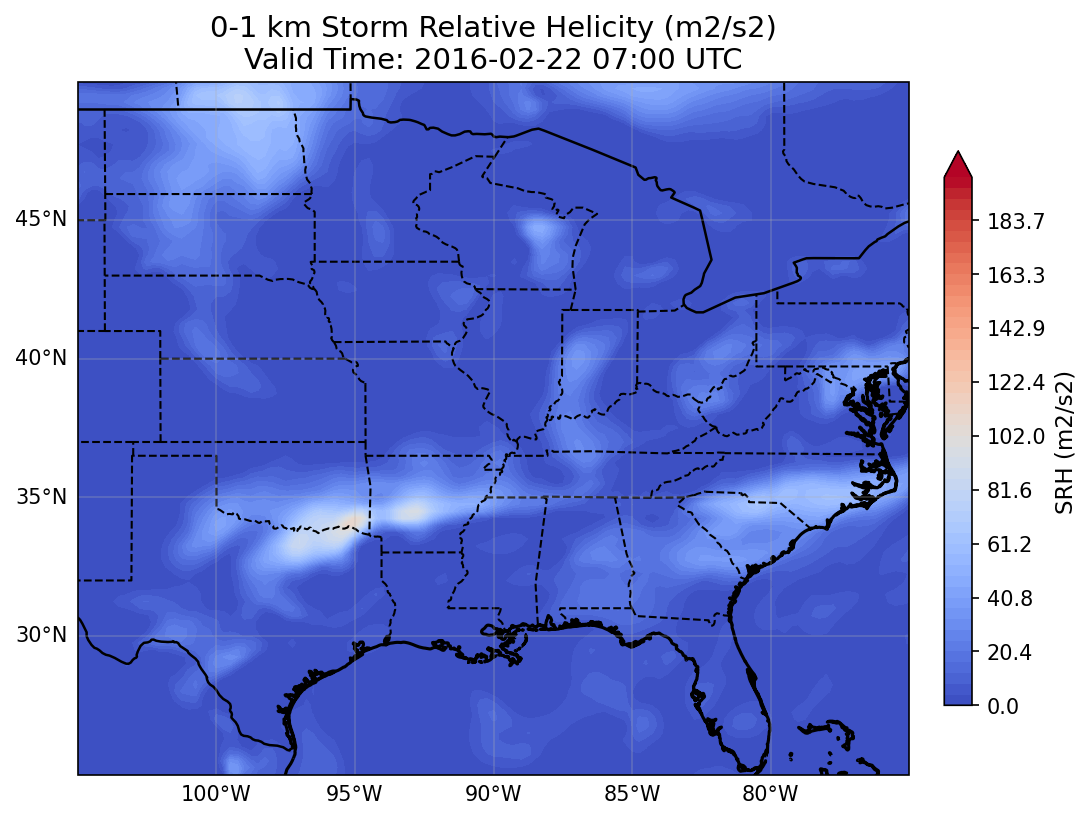 0-1 km Storm Relative Helicity (m2/s2)
Valid Time: 2016-02-22 07:00 UTC
45°N
40°N
35°N
30°N
100°W
95°W
90°W
85°W
80°W
183.7
163.3
142.9
122.4
102.0
81.6
61.2
40.8
20.4
0.0
SRH (m2/s2)